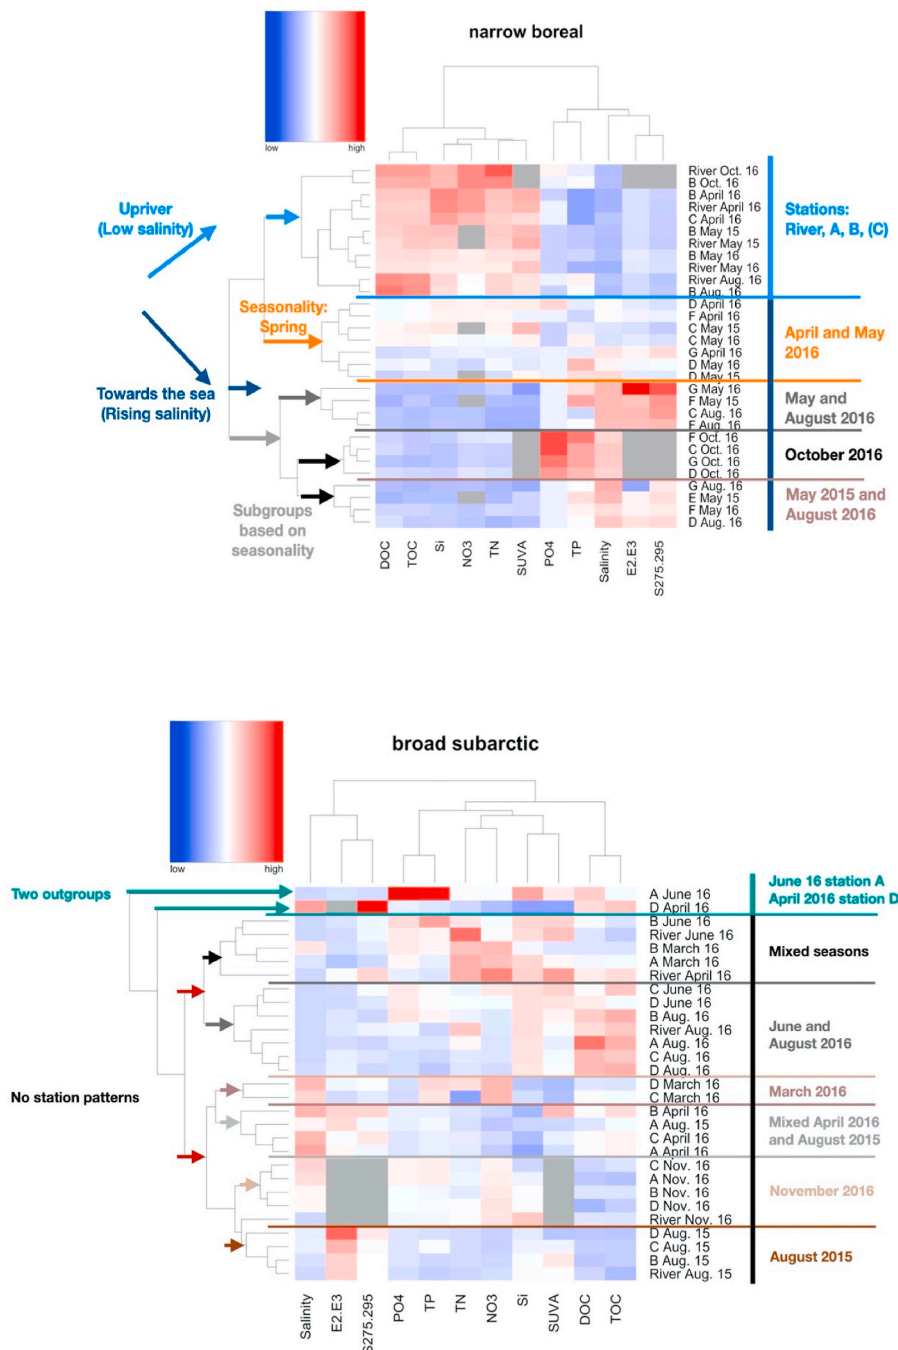 narrow boreal
low high
River Oct. 16
B Oct. 16
B April 16
River April 16
C April 16
B May 15
River May 15
B May 16
River May 16
River Aug. 16
B Aug. 16
D April 16
F April 16
C May 15
C May 16
G April 16
D May 16
D May 15
G May 16
F May 15
C Aug. 16
F Aug. 16
F Oct. 16
C Oct. 16
G Oct. 16
D Oct. 16
G Aug. 16
E May 15
F May 16
D Aug. 16
Upriver
(Low salinity)
Seasonality:
Spring
Towards the sea
(Rising salinity)
Subgroups
based on
seasonality
Stations:
River, A, B, (C)
April and May
2016
May and
August 2016
October 2016
May 2015 and
August 2016
DOC
TOC
Si
NO3
TN
SUVA
PO4
TP
Salinity
E2.E3
S275.295
broad subarctic
low high
Two outgroups
No station patterns
A June 16
D April 16
B June 16
River June 16
B March 16
A March 16
River April 16
C June 16
D June 16
B Aug. 16
River Aug. 16
A Aug. 16
C Aug. 16
D Aug. 16
D March 16
C March 16
B April 16
A Aug. 15
C April 16
A April 16
C Nov. 16
A Nov. 16
B Nov. 16
D Nov. 16
River Nov. 16
D Aug. 15
C Aug. 15
B Aug. 15
River Aug. 15
June 16 station A
April 2016 station D
Mixed seasons
June and
August 2016
March 2016
Mixed April 2016
and August 2015
November 2016
August 2015
Salinity
E2.E3
S275.295
PO4
TP
TN
NO3
Si
SUVA
DOC
TOC